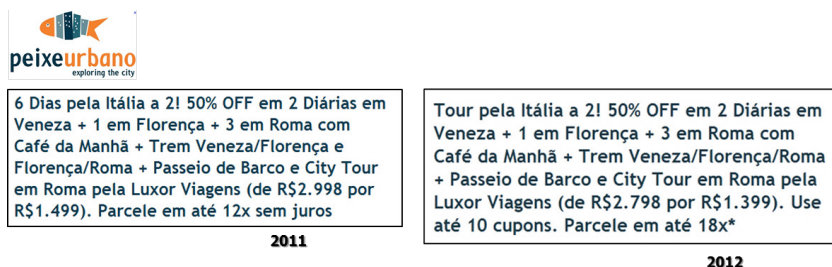 peixeurbano
exploring the city
6 Dias pela Itália a 2! 50% OFF em 2 Diárias em
Veneza + 1 em Florença + 3 em Roma com
Café da Manhã + Trem Veneza/Florença e
Florença/Roma + Passeio de Barco e City Tour
em Roma pela Luxor Viagens (de R$2.998 por
R$1.499). Parcele em até 12x sem juros
2011
Tour pela Itália a 2! 50% OFF em 2 Diárias em
Veneza + 1 em Florença + 3 em Roma com
Café da Manhã + Trem Veneza/Florença/Roma
+ Passeio de Barco e City Tour em Roma pela
Luxor Viagens (de R$2.798 por R$1.399). Use
até 10 cupons. Parcele em até 18x*
2012